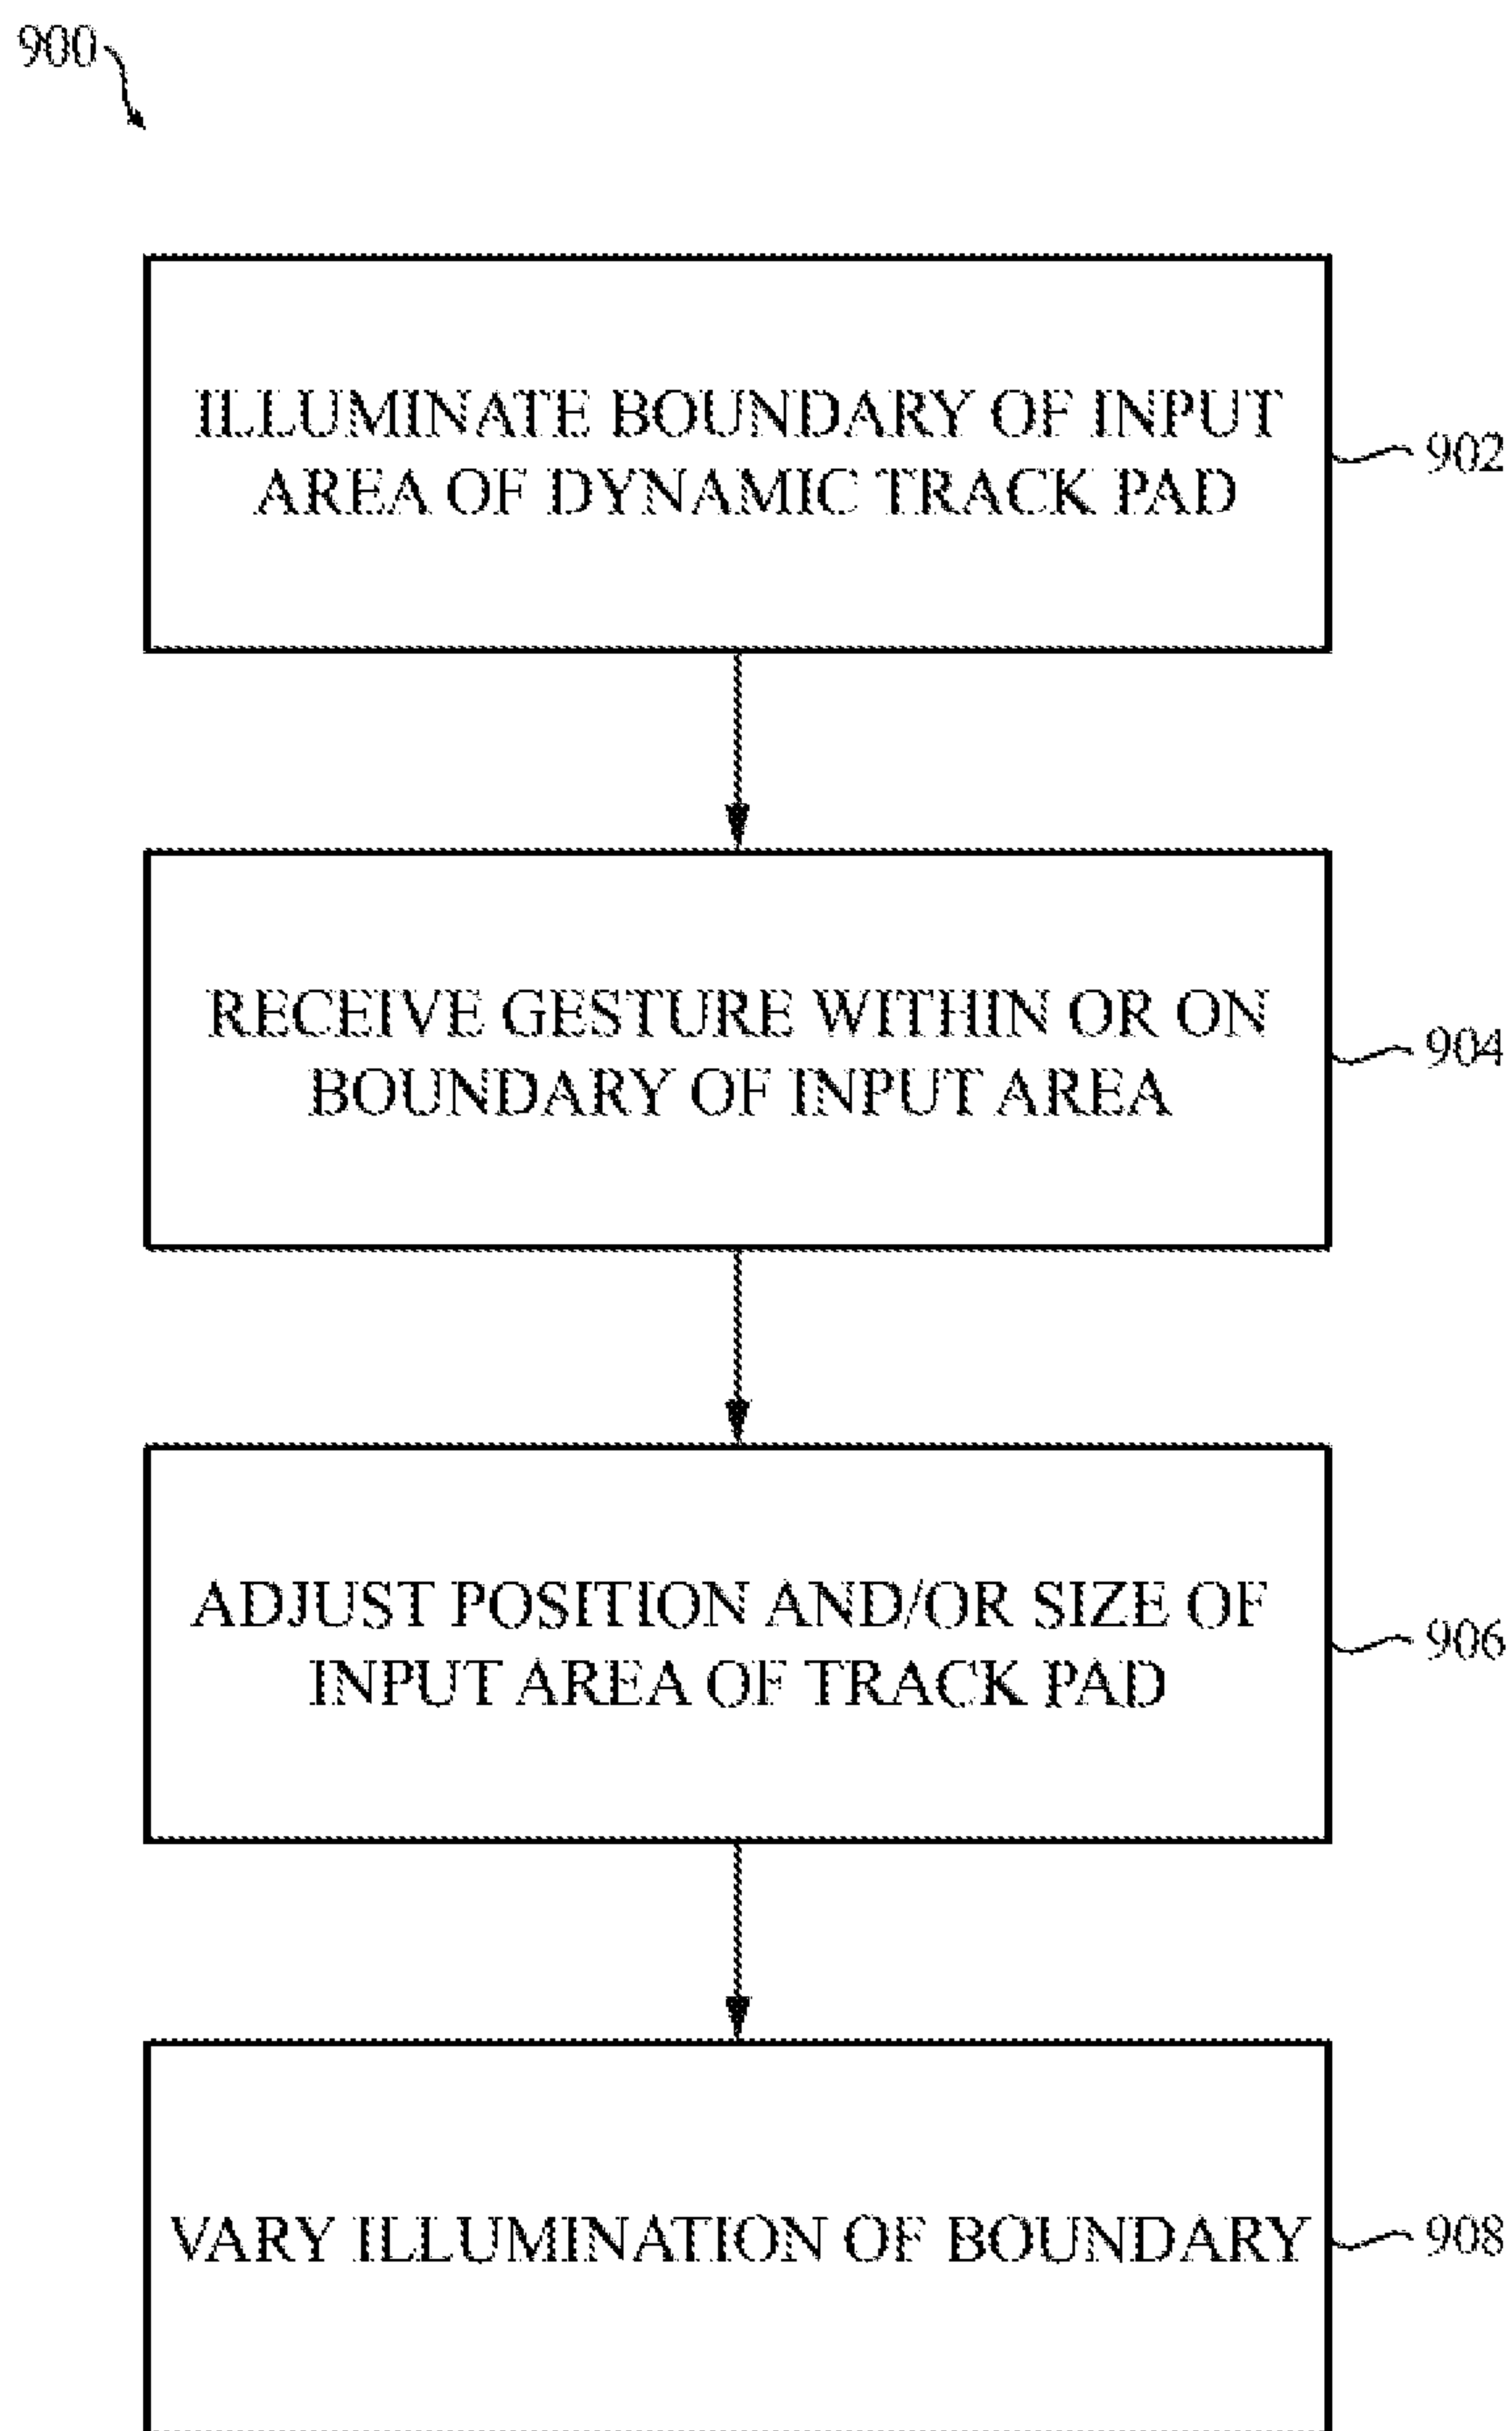 900
ILLUMINATE BOUNDARY OF INPUT
AREA OF DYNAMIC TRACK PAD
902
RECEIVE GESTURE WITHIN OR ON
BOUNDARY OF INPUT AREA
904
ADJUST POSITION AND/OR SIZE OF
INPUT AREA OF TRACK PAD
906
VARY ILLUMINATION OF BOUNDARY
908